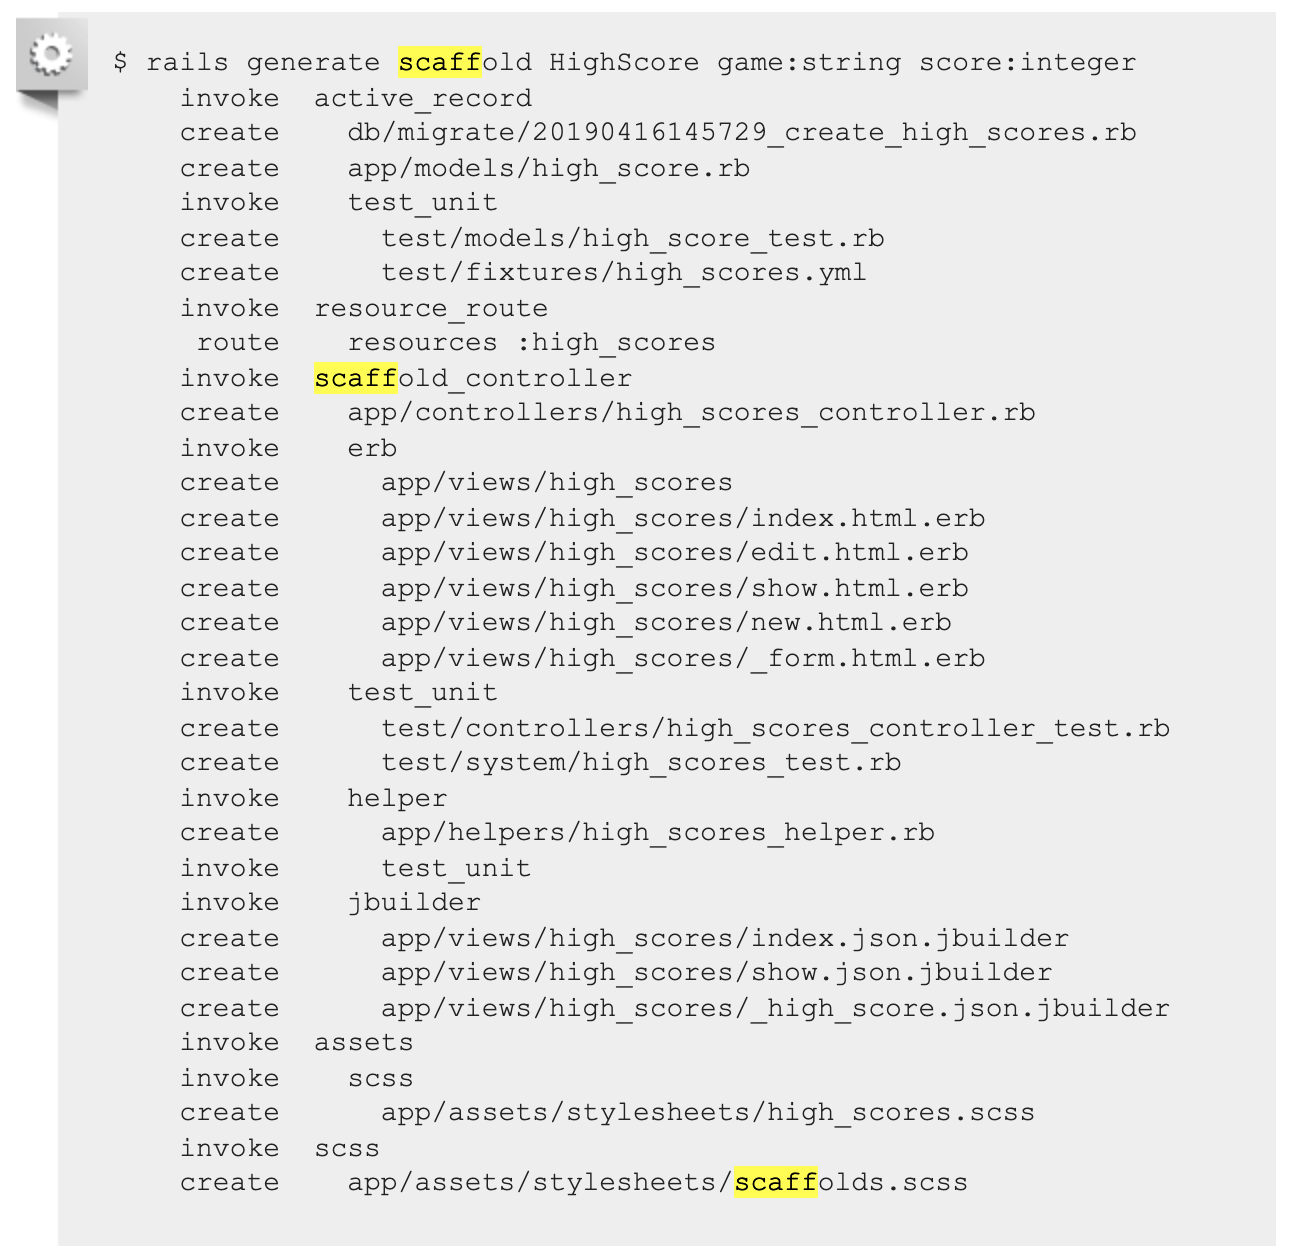 $ rails generate scaffold HighScore game:string score:integer
    invoke  active_record
    create    db/migrate/20190416145729_create_high_scores.rb
    create    app/models/high_score.rb
    invoke    test_unit
    create      test/models/high_score_test.rb
    create      test/fixtures/high_scores.yml
    invoke  resource_route
     route    resources :high_scores
    invoke  scaffold_controller
    create    app/controllers/high_scores_controller.rb
    invoke    erb
    create      app/views/high_scores
    create      app/views/high_scores/index.html.erb
    create      app/views/high_scores/edit.html.erb
    create      app/views/high_scores/show.html.erb
    create      app/views/high_scores/new.html.erb
    create      app/views/high_scores/_form.html.erb
    invoke    test_unit
    create      test/controllers/high_scores_controller_test.rb
    create      test/system/high_scores_test.rb
    invoke    helper
    create      app/helpers/high_scores_helper.rb
    invoke      test_unit
    invoke    jbuilder
    create      app/views/high_scores/index.json.jbuilder
    create      app/views/high_scores/show.json.jbuilder
    create      app/views/high_scores/_high_score.json.jbuilder
    invoke  assets
    invoke    scss
    create      app/assets/stylesheets/high_scores.scss
    invoke  scss
    create    app/assets/stylesheets/scaffolds.scss